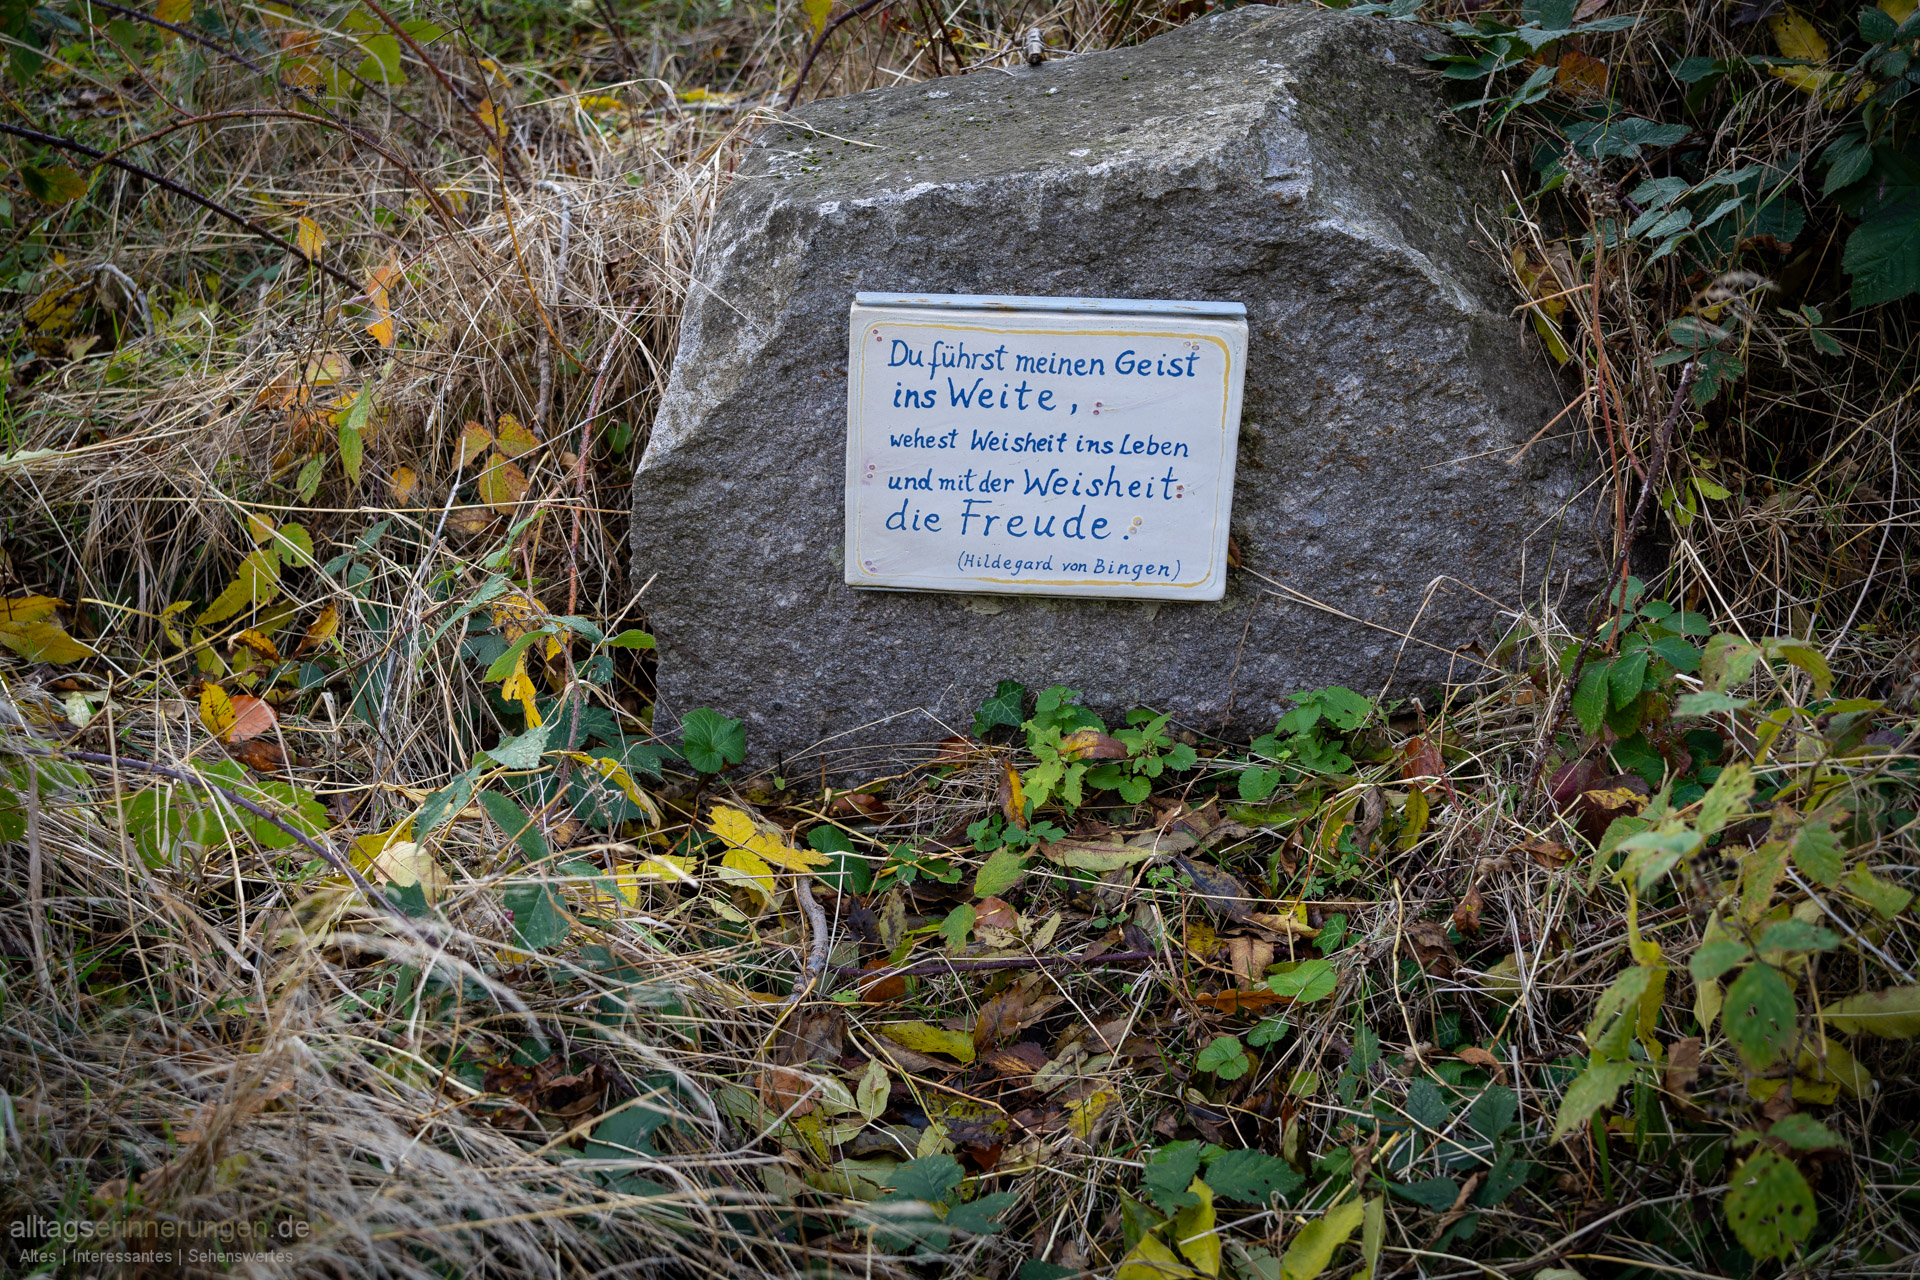 Du führst meinen Geist
ins Weite,
wehest Weisheit ins Leben
und mit der Weisheit
die Freude.
(Hildegard von Bingen)
alltagserinnerungen.de
Altes | Interessantes | Sehenswertes